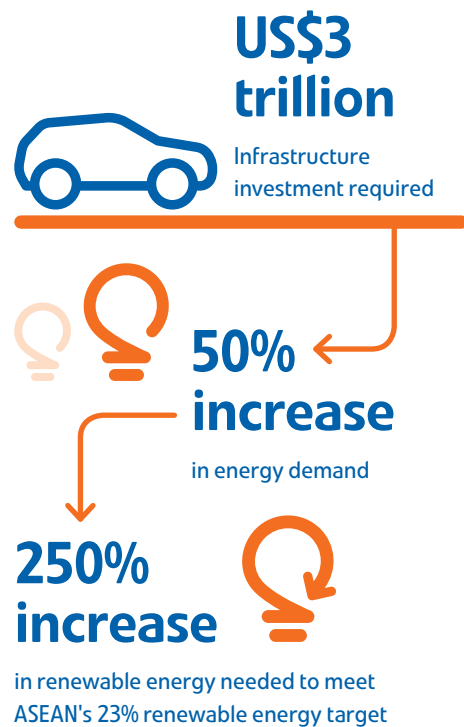 US$3
trillion
Infrastructure
investment required
50%
increase
in energy demand
250%
increase
in renewable energy needed to meet
ASEAN's 23% renewable energy target